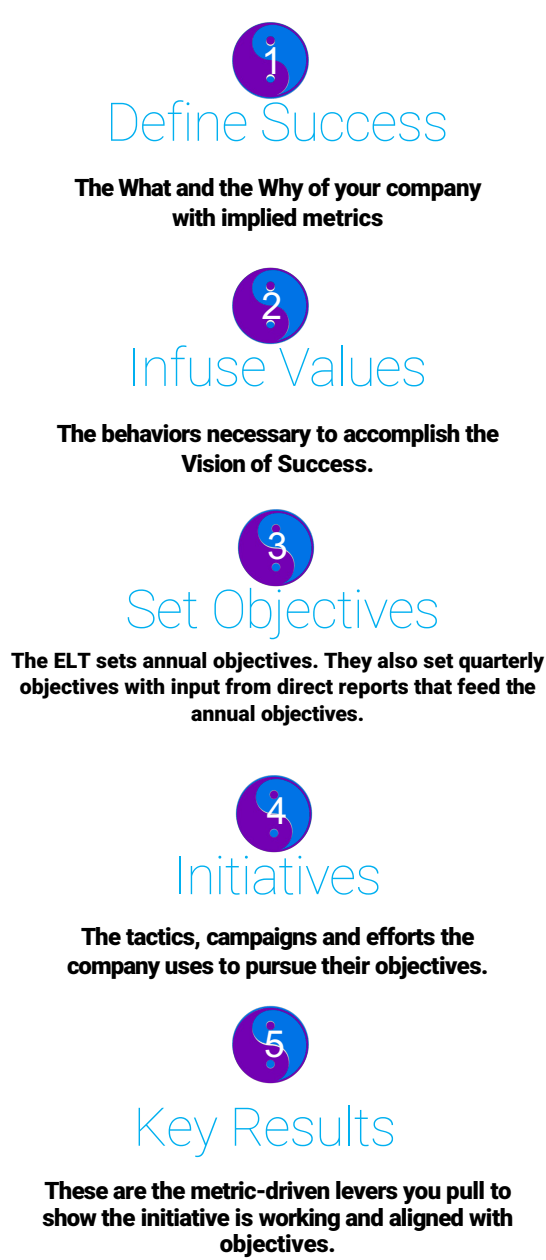 1
Define Success
The What and the Why of your company
with implied metrics
2
Infuse Values
The behaviors necessary to accomplish the
Vision of Success.
3
Set Objectives
The ELT sets annual objectives. They also set quarterly
objectives with input from direct reports that feed the
annual objectives.
4
Initiatives
The tactics, campaigns and efforts the
company uses to pursue their objectives.
5
Key Results
These are the metric-driven levers you pull to
show the initiative is working and aligned with
objectives.